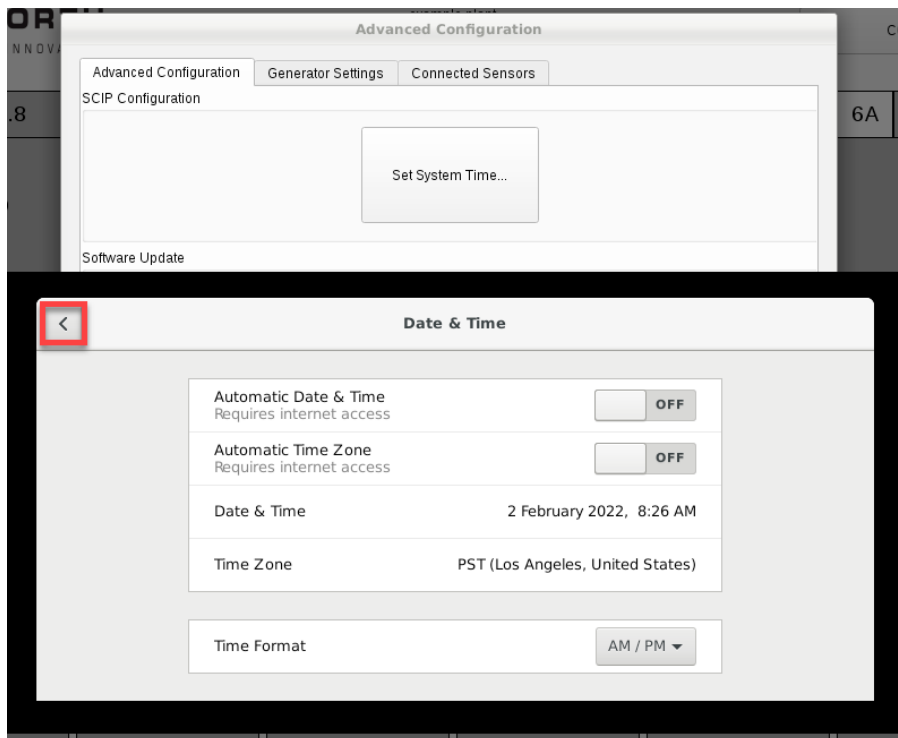 Advanced Configuration
Advanced Configuration Generator Settings Connected Sensors
SCIP Configuration
.8
6A
Set System Time...
Software Update
Date & Time
Automatic Date & Time
Requires internet access
OFF
Automatic Time Zone
Requires internet access
OFF
Date & Time 2 February 2022, 8:26 AM
Time Zone PST (Los Angeles, United States)
Time Format AM / PM